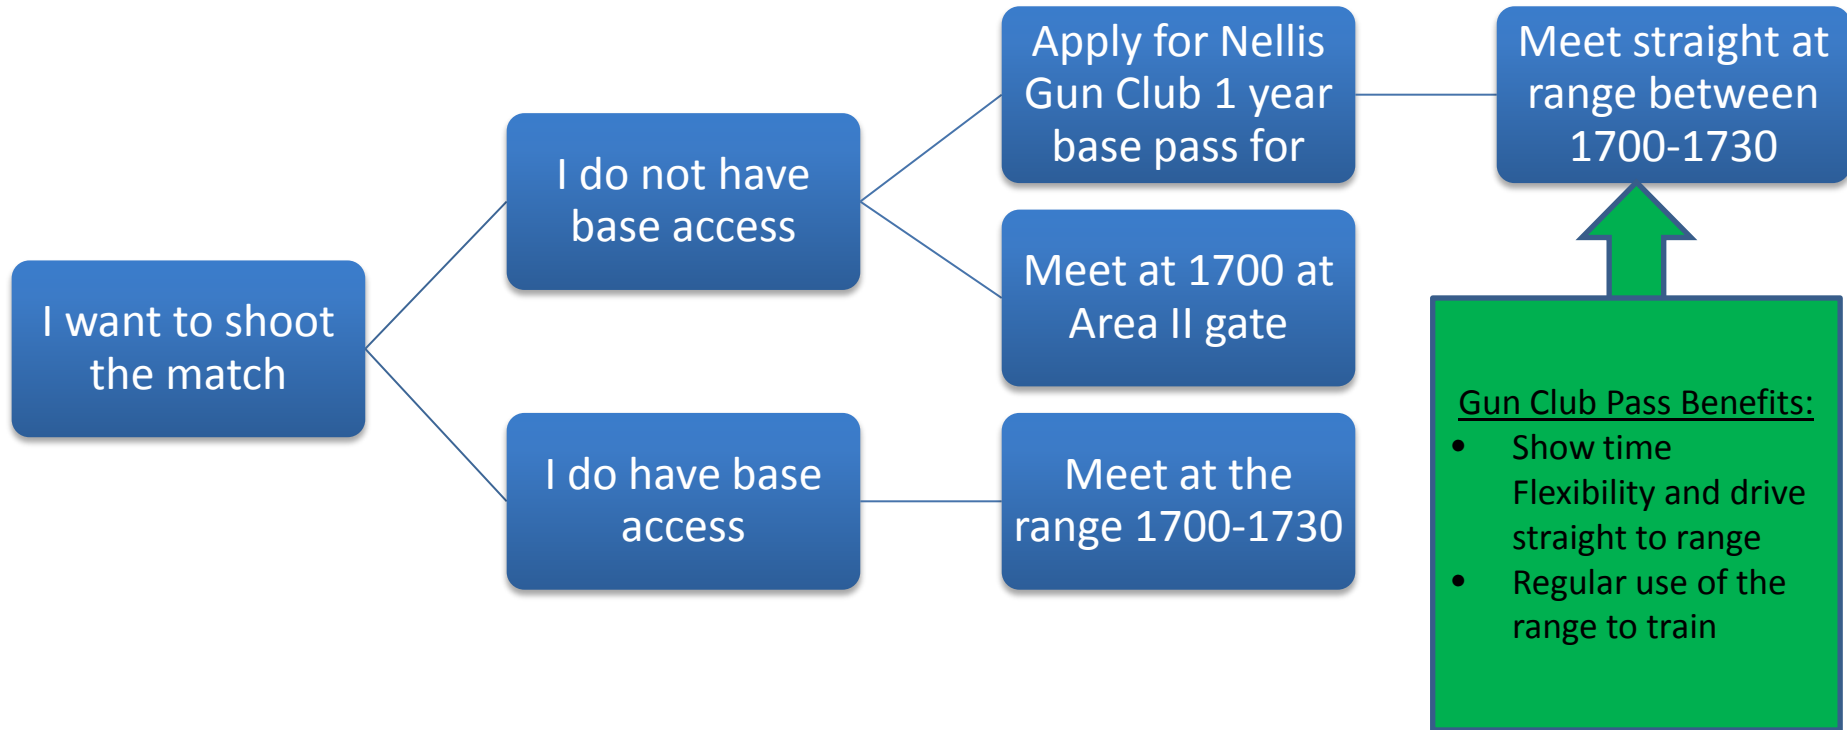 I want to shoot
the match
I do not have
base access
Apply for Nellis
Gun Club 1 year
base pass for
Meet straight at
range between
1700-1730
Meet at 1700 at
Area II gate
I do have base
access
Meet at the
range 1700-1730
Gun Club Pass Benefits:
• Show time
Flexibility and drive
straight to range
• Regular use of the
range to train